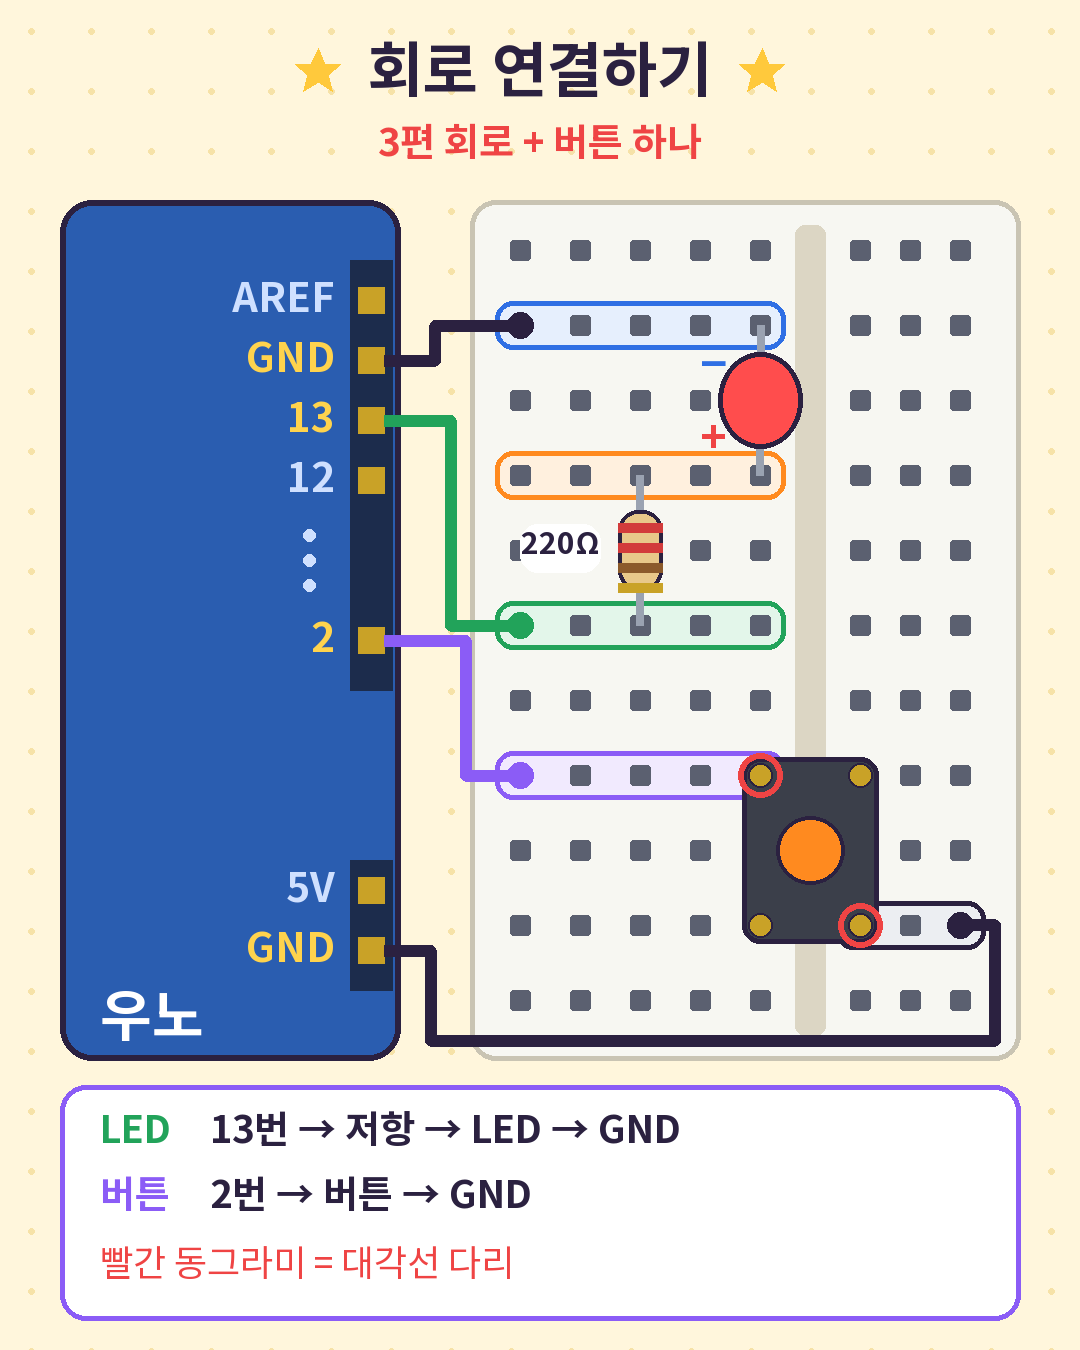 회로 연결하기
3편 회로 + 버튼 하나
AREF
GND
13
12
2
5V
GND
우노
−
+
220Ω
LED 13번 → 저항 → LED → GND
버튼 2번 → 버튼 → GND
빨간 동그라미 = 대각선 다리